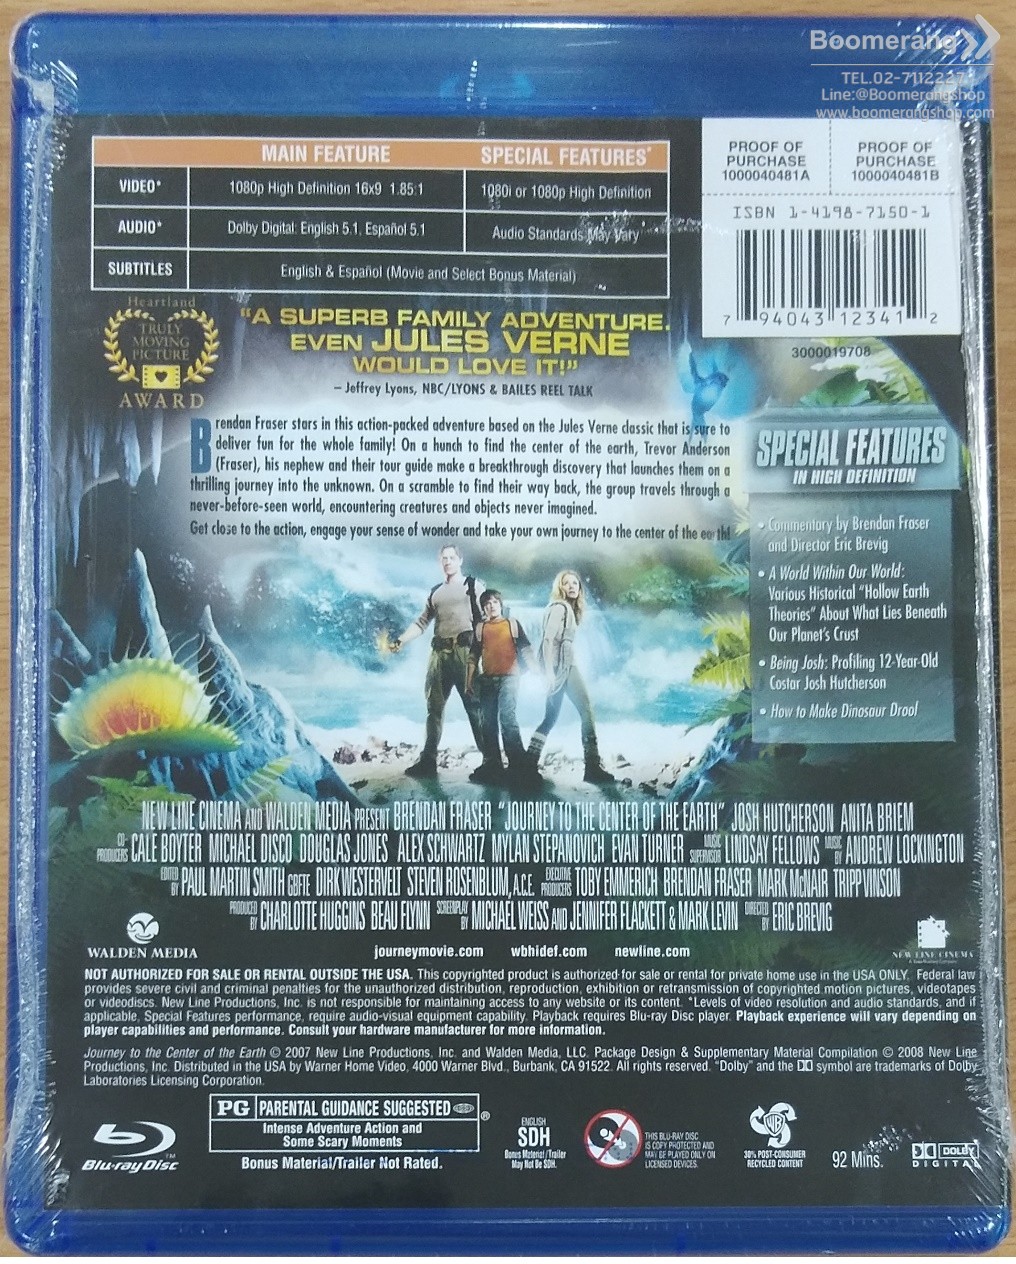 Boomerang
TEL.02-7112227
Line:@Boomerangshop
www.boomerangshop.com
PROOF OF PURCHASE 1000040481A
PROOF OF PURCHASE 1000040481B
ISBN 1-4198-7150-1
7 94043 12341 2
3000019708
MAIN FEATURE SPECIAL FEATURES*
VIDEO* 1080p High Definition 16x9 1.85:1 1080i or 1080p High Definition
AUDIO* Dolby Digital: English 5.1, Español 5.1 Audio Standards May Vary
SUBTITLES English & Español (Movie and Select Bonus Material)
Heartland
TRULY
MOVING
PICTURE
AWARD
"A SUPERB FAMILY ADVENTURE.
EVEN JULES VERNE
WOULD LOVE IT!"
– Jeffrey Lyons, NBC/LYONS & BAILES REEL TALK
Brendan Fraser stars in this action-packed adventure based on the Jules Verne classic that is sure to
deliver fun for the whole family! On a hunch to find the center of the earth, Trevor Anderson
(Fraser), his nephew and their tour guide make a breakthrough discovery that launches them on a
thrilling journey into the unknown. On a scramble to find their way back, the group travels through a
never-before-seen world, encountering creatures and objects never imagined.
Get close to the action, engage your sense of wonder and take your own journey to the center of the earth!
SPECIAL FEATURES
IN HIGH DEFINITION
• Commentary by Brendan Fraser
and Director Eric Brevig
• A World Within Our World:
Various Historical "Hollow Earth
Theories" About What Lies Beneath
Our Planet's Crust
• Being Josh: Profiling 12-Year-Old
Costar Josh Hutcherson
• How to Make Dinosaur Drool
NEW LINE CINEMA AND WALDEN MEDIA PRESENT BRENDAN FRASER "JOURNEY TO THE CENTER OF THE EARTH" JOSH HUTCHERSON ANITA BRIEM
CO-PRODUCERS CALE BOYTER MICHAEL DISCO DOUGLAS JONES ALEX SCHWARTZ MYLAN STEPANOVICH EVAN TURNER MUSIC SUPERVISOR LINDSAY FELLOWS MUSIC BY ANDREW LOCKINGTON
EDITED BY PAUL MARTIN SMITH GBFTE DIRK WESTERVELT STEVEN ROSENBLUM, A.C.E. EXECUTIVE PRODUCERS TOBY EMMERICH BRENDAN FRASER MARK McNAIR TRIPP VINSON
PRODUCED BY CHARLOTTE HUGGINS BEAU FLYNN SCREENPLAY BY MICHAEL WEISS AND JENNIFER FLACKETT & MARK LEVIN DIRECTED BY ERIC BREVIG
WALDEN MEDIA journeymovie.com wbhidef.com newline.com NEW LINE CINEMA
NOT AUTHORIZED FOR SALE OR RENTAL OUTSIDE THE USA. This copyrighted product is authorized for sale or rental for private home use in the USA ONLY. Federal law
provides severe civil and criminal penalties for the unauthorized distribution, reproduction, exhibition or retransmission of copyrighted motion pictures, videotapes
or videodiscs. New Line Productions, Inc. is not responsible for maintaining access to any website or its content. *Levels of video resolution and audio standards, and if
applicable, Special Features performance, require audio-visual equipment capability. Playback requires Blu-ray Disc player. Playback experience will vary depending on
player capabilities and performance. Consult your hardware manufacturer for more information.
Journey to the Center of the Earth © 2007 New Line Productions, Inc. and Walden Media, LLC. Package Design & Supplementary Material Compilation © 2008 New Line
Productions, Inc. Distributed in the USA by Warner Home Video, 4000 Warner Blvd., Burbank, CA 91522. All rights reserved. "Dolby" and the DD symbol are trademarks of Dolby
Laboratories Licensing Corporation.
Blu-ray Disc™
PG PARENTAL GUIDANCE SUGGESTED ®
Intense Adventure Action and
Some Scary Moments
Bonus Material/Trailer Not Rated.
ENGLISH
SDH
Bonus Material/Trailer
May Not Be SDH.
THIS BLU-RAY DISC
IS COPY PROTECTED AND
MAY BE PLAYED ONLY ON
LICENSED DEVICES.
WB
30% POST-CONSUMER
RECYCLED CONTENT
92 Mins.
DOLBY
DIGITAL